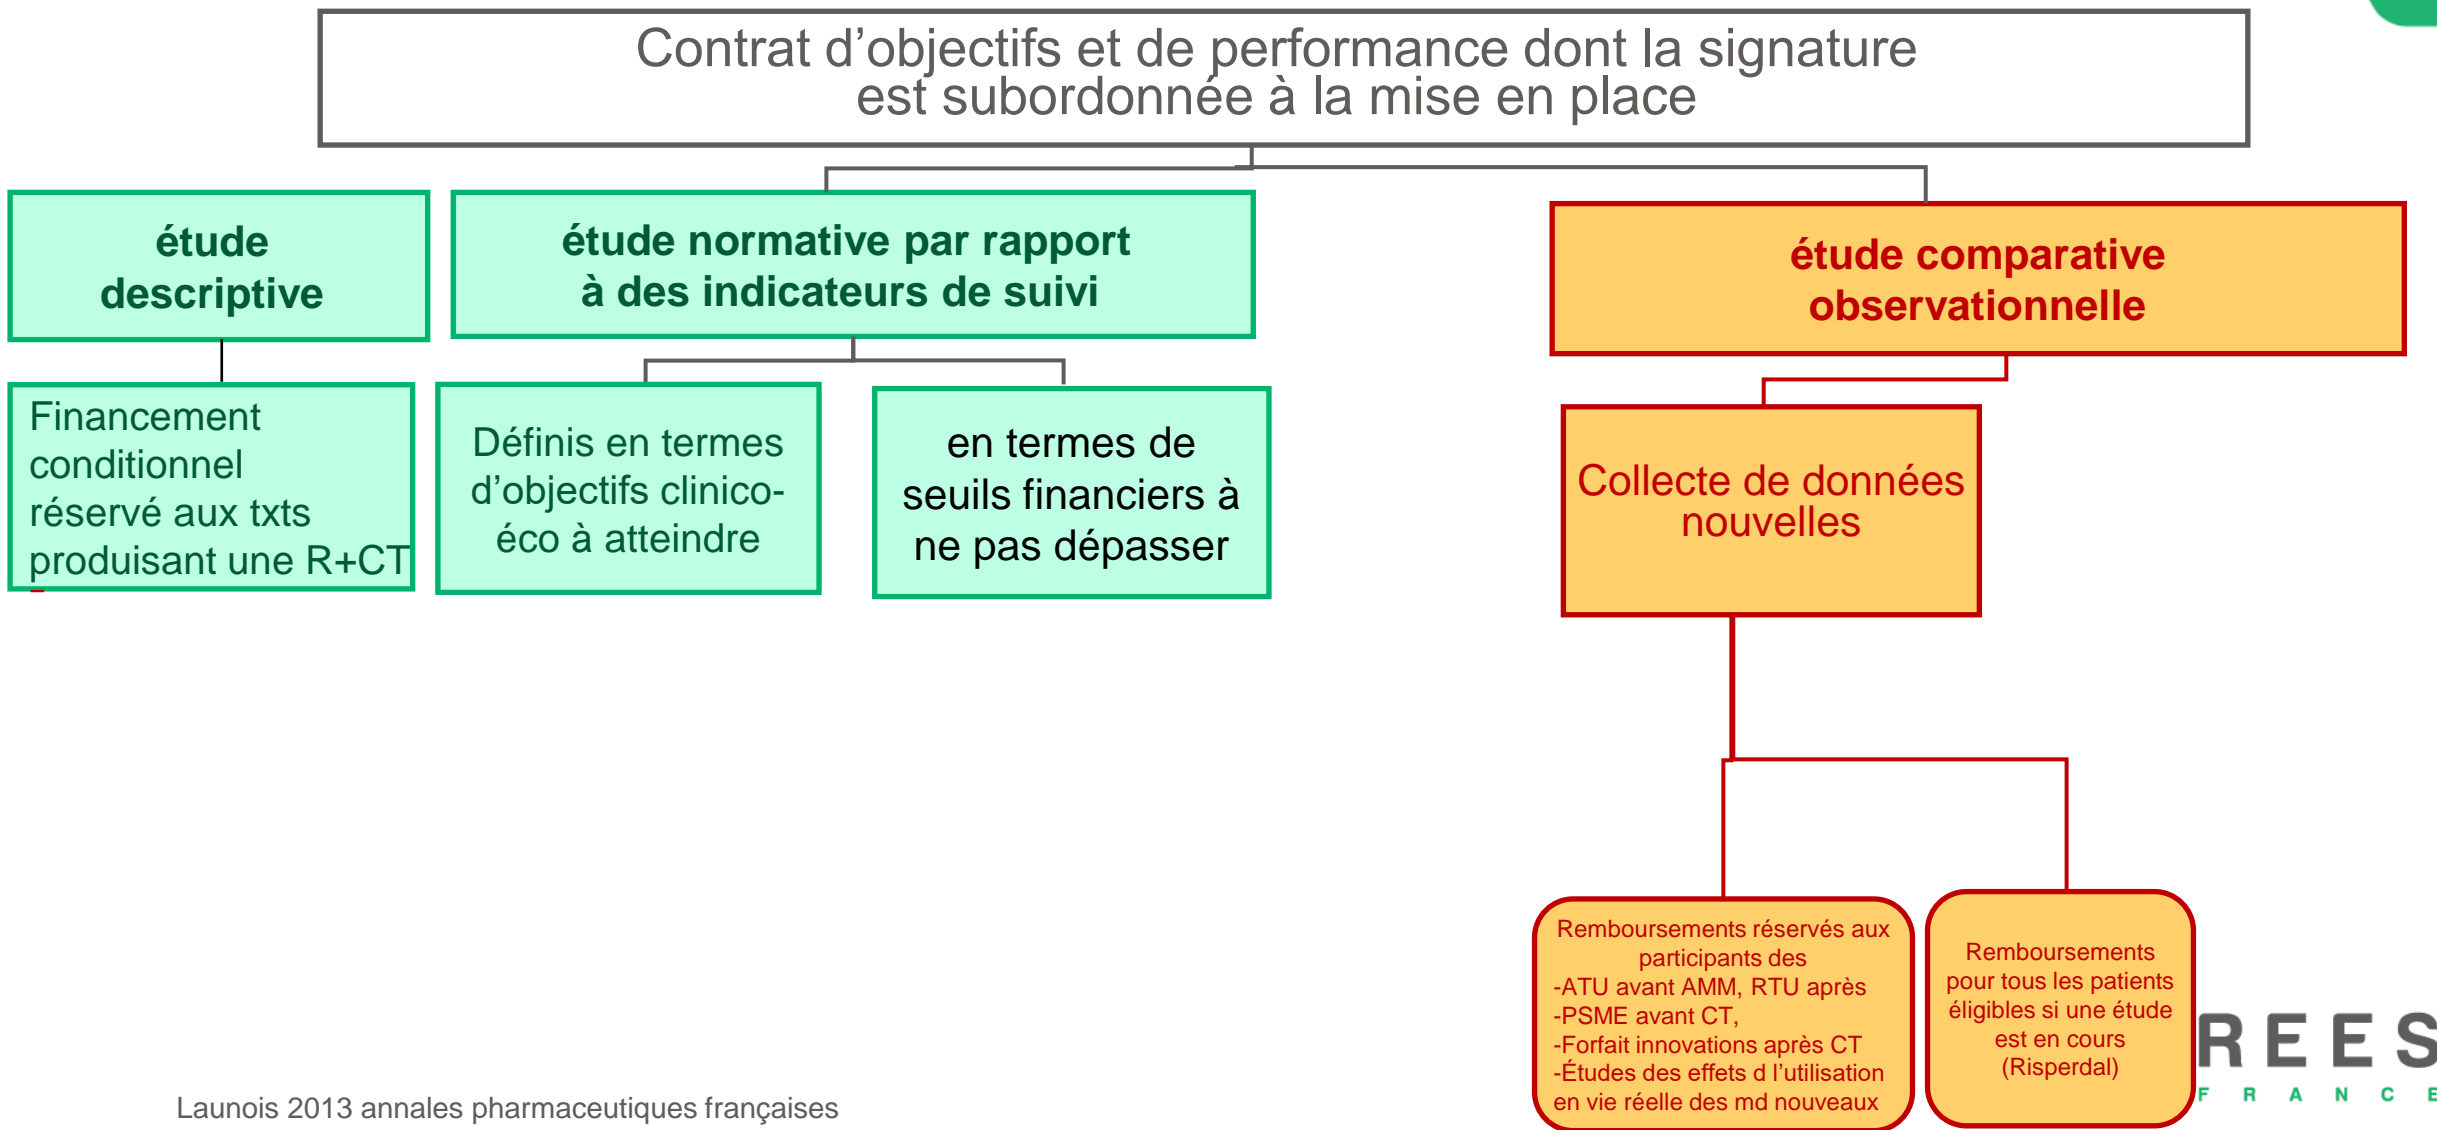 Contrat d’objectifs et de performance dont la signature
est subordonnée à la mise en place
étude
descriptive
étude normative par rapport
à des indicateurs de suivi
étude comparative
observationnelle
Financement
conditionnel
réservé aux txts
produisant une R+CT
Définis en termes
d’objectifs clinico-
éco à atteindre
en termes de
seuils financiers à
ne pas dépasser
Collecte de données
nouvelles
Remboursements réservés aux
participants des
-ATU avant AMM, RTU après
-PSME avant CT,
-Forfait innovations après CT
-Études des effets d l’utilisation
en vie réelle des md nouveaux
Remboursements
pour tous les patients
éligibles si une étude
est en cours
(Risperdal)
REES
FRANCE
Launois 2013 annales pharmaceutiques françaises